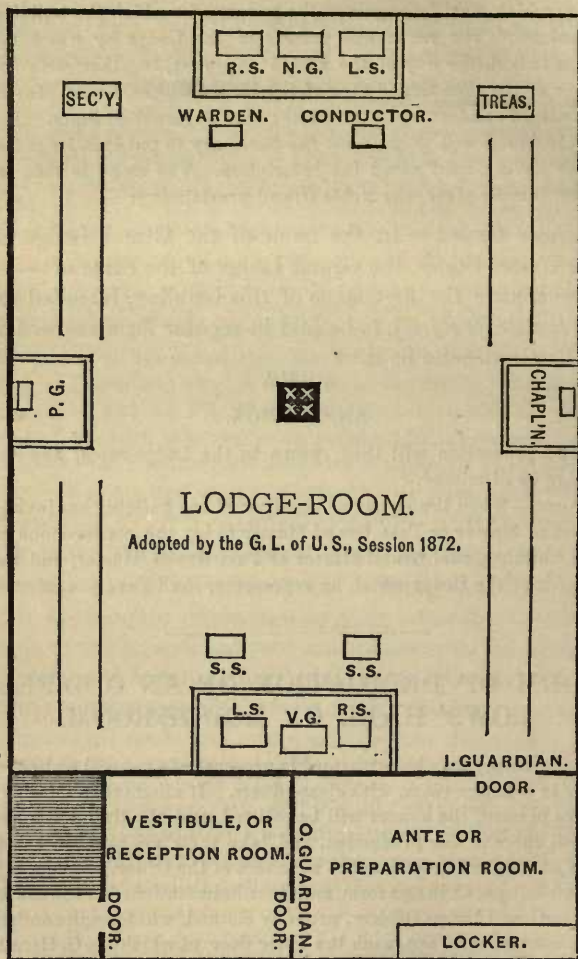 R.S. N.G. L.S.
SEC'Y.
TREAS.
WARDEN. CONDUCTOR.
P.G.
CHAPL'N.
LODGE-ROOM.
Adopted by the G. L. of U. S., Session 1872.
S.S.
S.S.
L.S. V.G. R.S.
I. GUARDIAN.
DOOR.
VESTIBULE, OR
RECEPTION ROOM.
O. GUARDIAN.
ANTE OR
PREPARATION ROOM.
DOOR.
DOOR.
LOCKER.